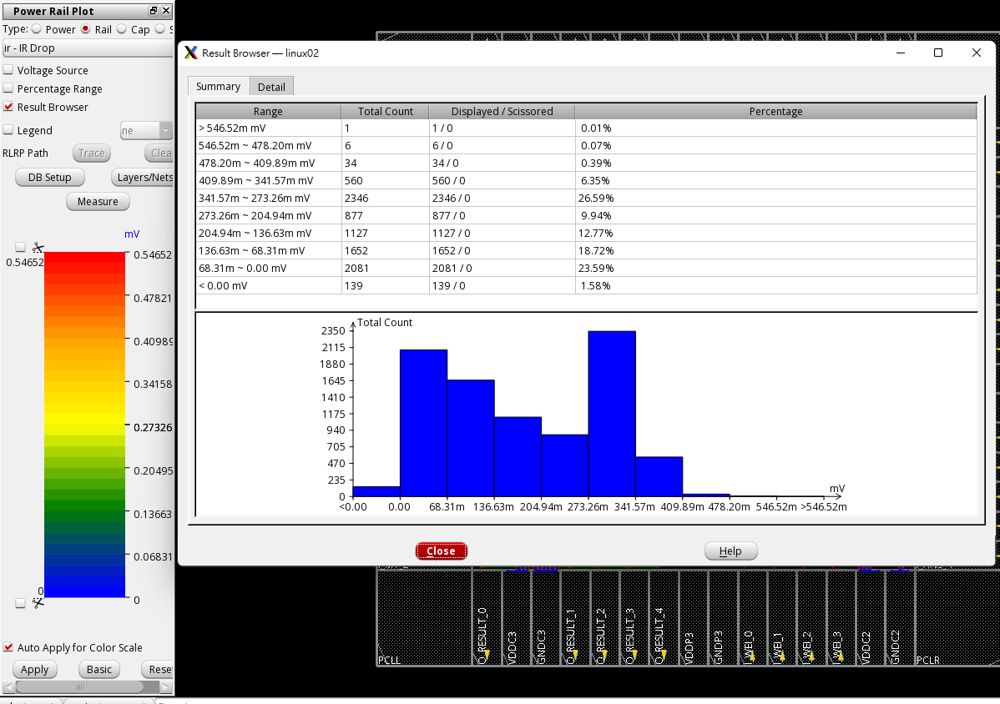 Power Rail Plot
Type: Power Rail Cap
ir - IR Drop
Voltage Source
Percentage Range
Result Browser
Legend ne
RLRP Path Trace Clea
DB Setup Layers/Nets
Measure
mV
0.54652
0.54652
0.47821
0.40989
0.34158
0.27326
0.20495
0.13663
0.06831
0
0
Auto Apply for Color Scale
Apply Basic Rese
Result Browser — linux02
Summary Detail
Range Total Count Displayed / Scissored Percentage
> 546.52m mV 1 1 / 0 0.01%
546.52m ~ 478.20m mV 6 6 / 0 0.07%
478.20m ~ 409.89m mV 34 34 / 0 0.39%
409.89m ~ 341.57m mV 560 560 / 0 6.35%
341.57m ~ 273.26m mV 2346 2346 / 0 26.59%
273.26m ~ 204.94m mV 877 877 / 0 9.94%
204.94m ~ 136.63m mV 1127 1127 / 0 12.77%
136.63m ~ 68.31m mV 1652 1652 / 0 18.72%
68.31m ~ 0.00 mV 2081 2081 / 0 23.59%
< 0.00 mV 139 139 / 0 1.58%
Total Count
2350
2115
1880
1645
1410
1175
940
705
470
235
0
mV
<0.00 0.00 68.31m 136.63m 204.94m 273.26m 341.57m 409.89m 478.20m 546.52m >546.52m
Close Help
PCLL
O_RESULT_0
VDDC3
GNDC3
O_RESULT_1
O_RESULT_2
O_RESULT_3
O_RESULT_4
VDDP3
GNDP3
I_WEI_0
I_WEI_1
I_WEI_2
I_WEI_3
VDDC2
GNDC2
PCLR